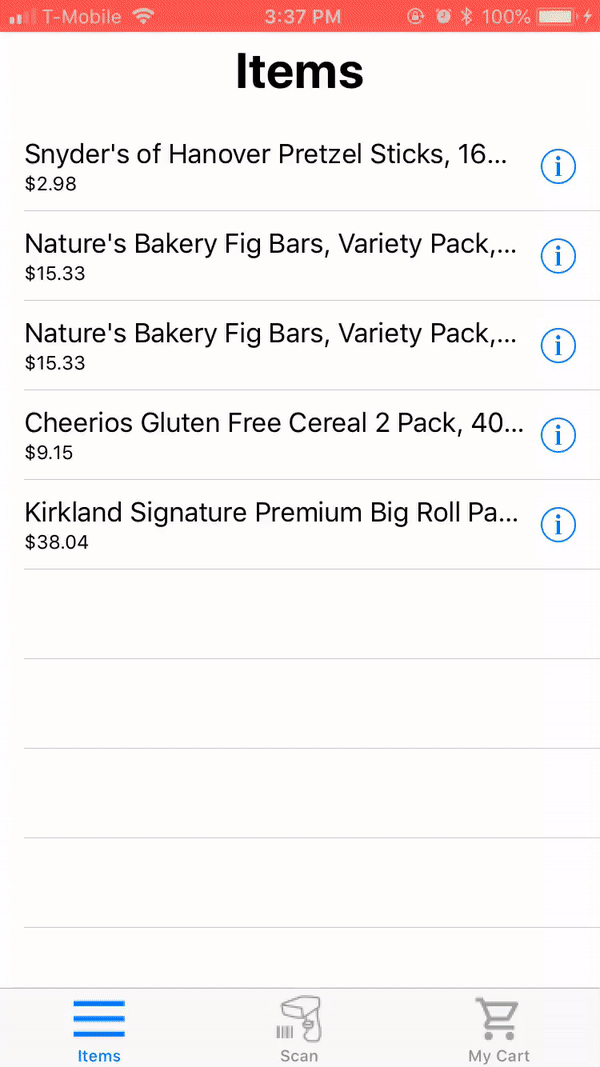 T-Mobile 3:37 PM 100%
Items
Snyder's of Hanover Pretzel Sticks, 16...
$2.98
Nature's Bakery Fig Bars, Variety Pack,...
$15.33
Nature's Bakery Fig Bars, Variety Pack,...
$15.33
Cheerios Gluten Free Cereal 2 Pack, 40...
$9.15
Kirkland Signature Premium Big Roll Pa...
$38.04
Items Scan My Cart